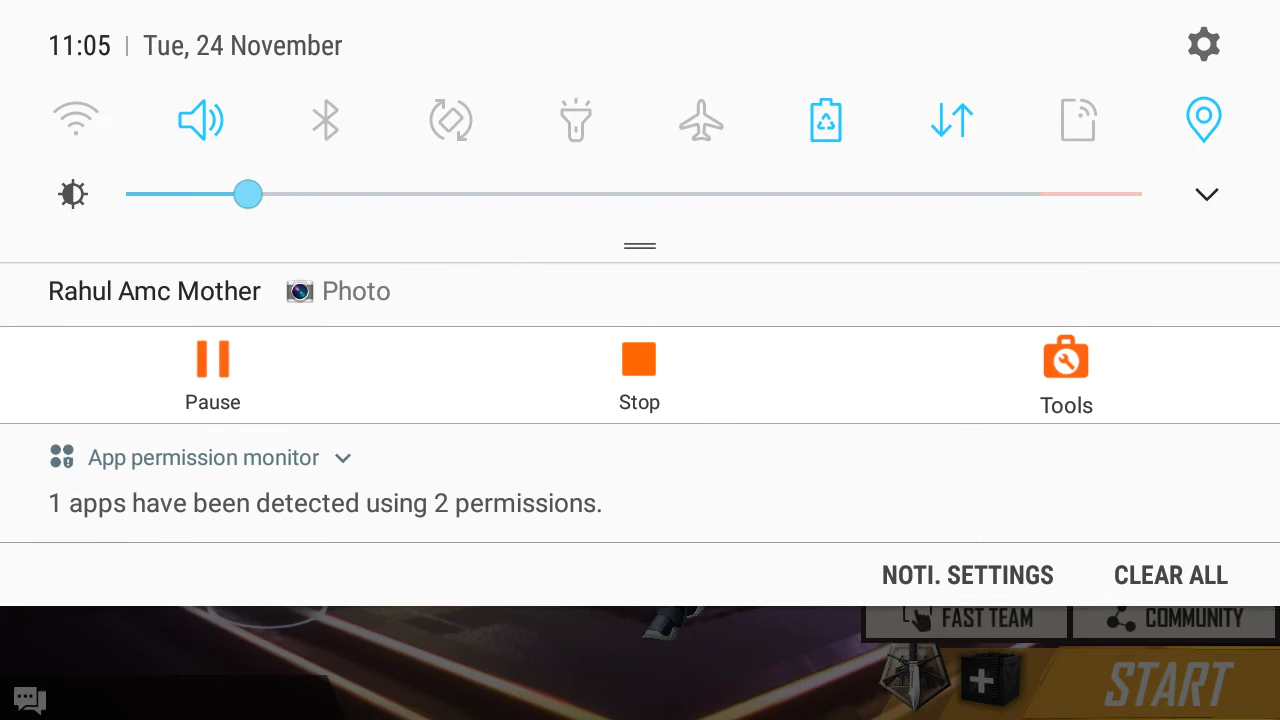 11:05 | Tue, 24 November
Rahul Amc Mother 📷 Photo
Pause
Stop
Tools
App permission monitor
1 apps have been detected using 2 permissions.
NOTI. SETTINGS CLEAR ALL
FAST TEAM COMMUNITY
START